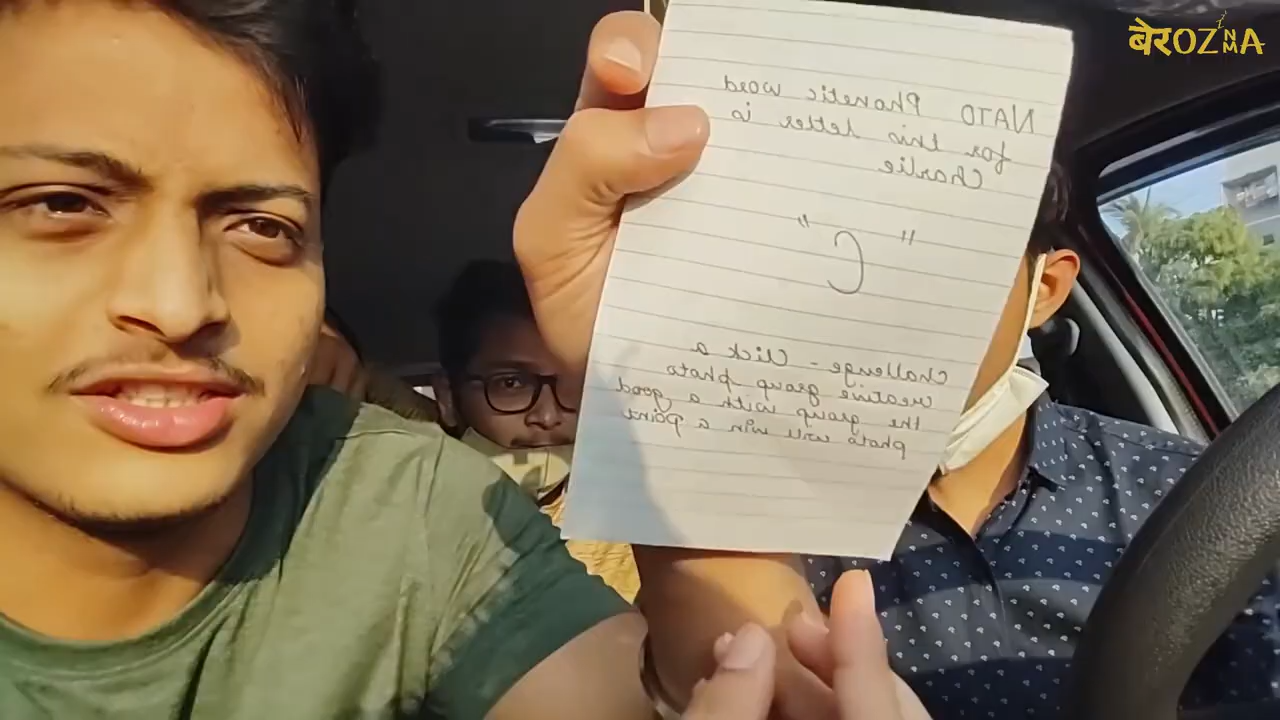 बेROZINMA
NATO Phonetic word
for this letter is
Charlie
"C"
Challenge - Click a
creative group photo
the group with a good
photo will win a point